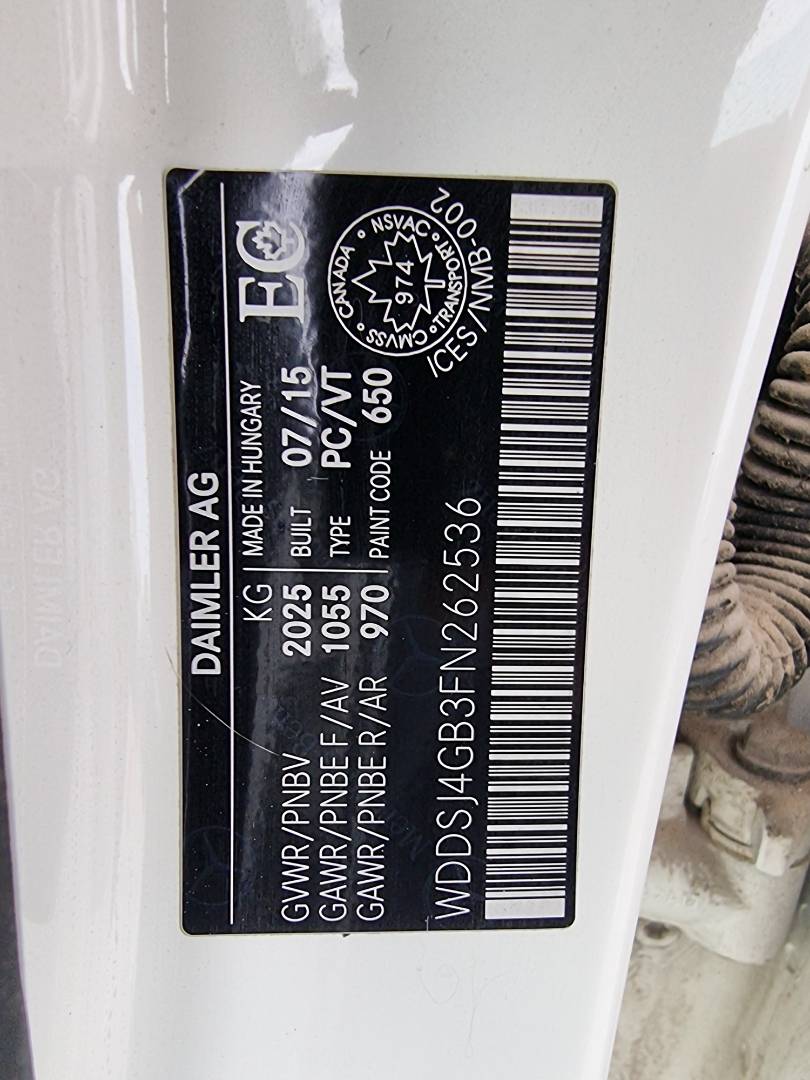 DAIMLER AG
KG MADE IN HUNGARY
GVWR/PNBV 2025 BUILT 07/15
GAWR/PNBE F/AV 1055 TYPE PC/VT
GAWR/PNBE R/AR 970 PAINT CODE 650
EC
CANADA • NSVAC • TRANSPORT • CMVSS •
974
ICES/NMB-002
WDDSJ4GB3FN262536